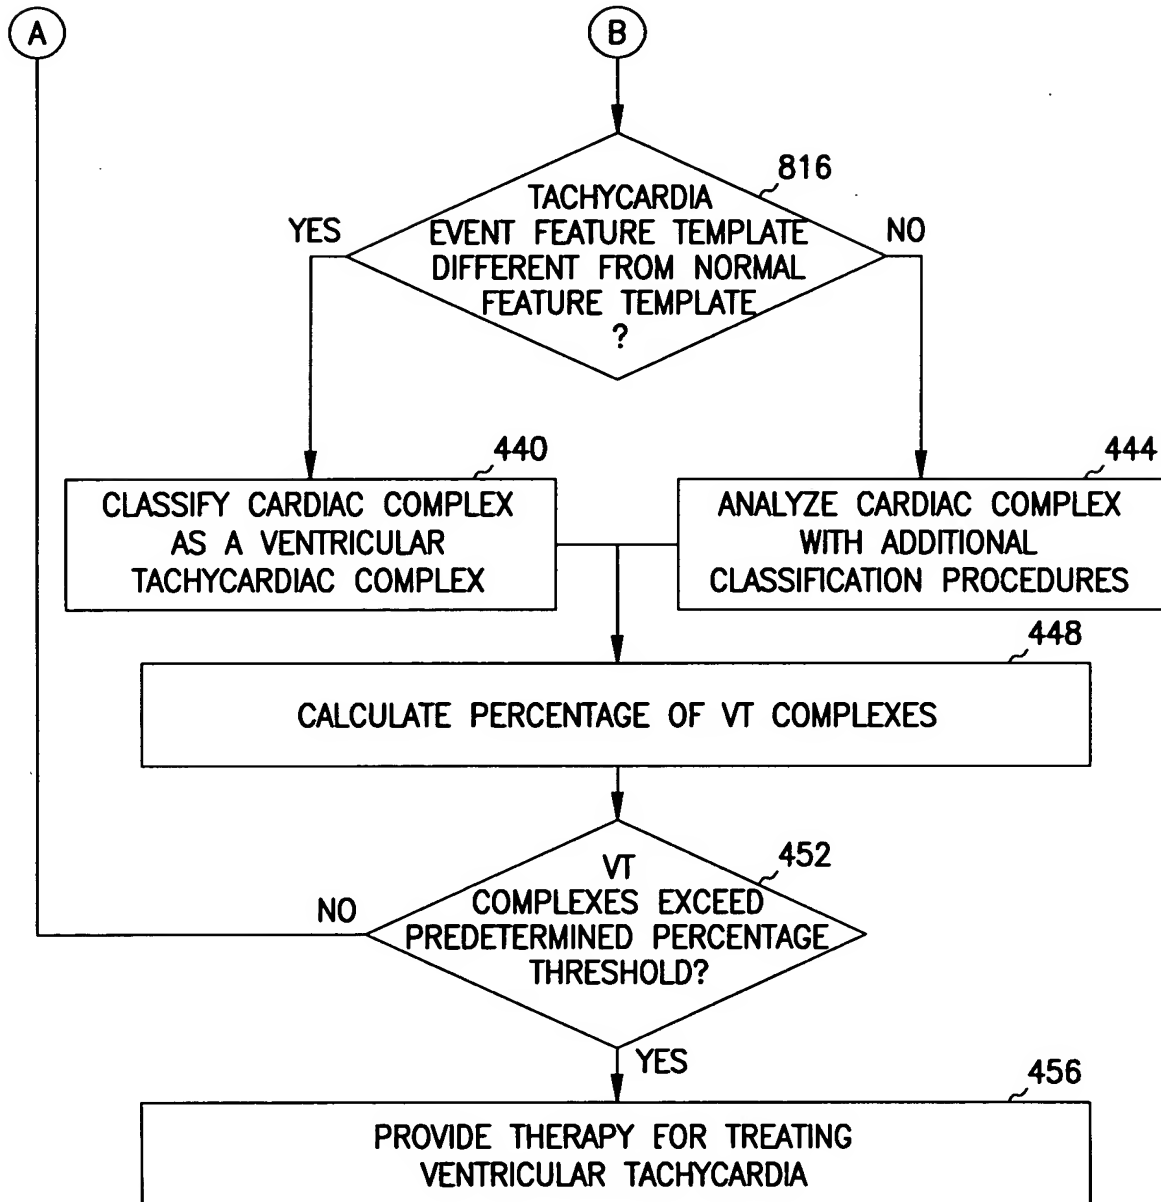 A
B
816
TACHYCARDIA
EVENT FEATURE TEMPLATE
DIFFERENT FROM NORMAL
FEATURE TEMPLATE
?
YES
NO
440
CLASSIFY CARDIAC COMPLEX
AS A VENTRICULAR
TACHYCARDIAC COMPLEX
444
ANALYZE CARDIAC COMPLEX
WITH ADDITIONAL
CLASSIFICATION PROCEDURES
448
CALCULATE PERCENTAGE OF VT COMPLEXES
452
VT
COMPLEXES EXCEED
PREDETERMINED PERCENTAGE
THRESHOLD?
NO
YES
456
PROVIDE THERAPY FOR TREATING
VENTRICULAR TACHYCARDIA